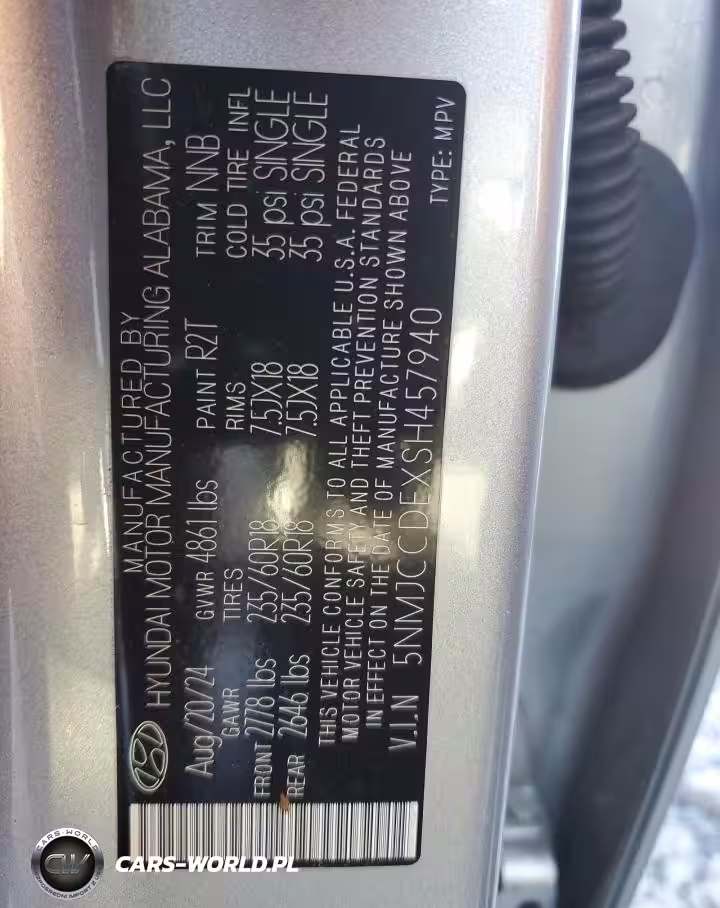 MANUFACTURED BY
HYUNDAI MOTOR MANUFACTURING ALABAMA, LLC
Aug/20/24 GVWR 4861 lbs PAINT R2T TRIM NNB
GAWR TIRES RIMS COLD TIRE INFL
FRONT 2778 lbs 235/60R18 7.5JX18 35 psi SINGLE
REAR 2646 lbs 235/60R18 7.5JX18 35 psi SINGLE
THIS VEHICLE CONFORMS TO ALL APPLICABLE U.S.A. FEDERAL
MOTOR VEHICLE SAFETY AND THEFT PREVENTION STANDARDS
IN EFFECT ON THE DATE OF MANUFACTURE SHOWN ABOVE
V.I.N 5NMJCCDEXSH457940
TYPE: MPV
CARS-WORLD
CW
CARS-WORLD.PL